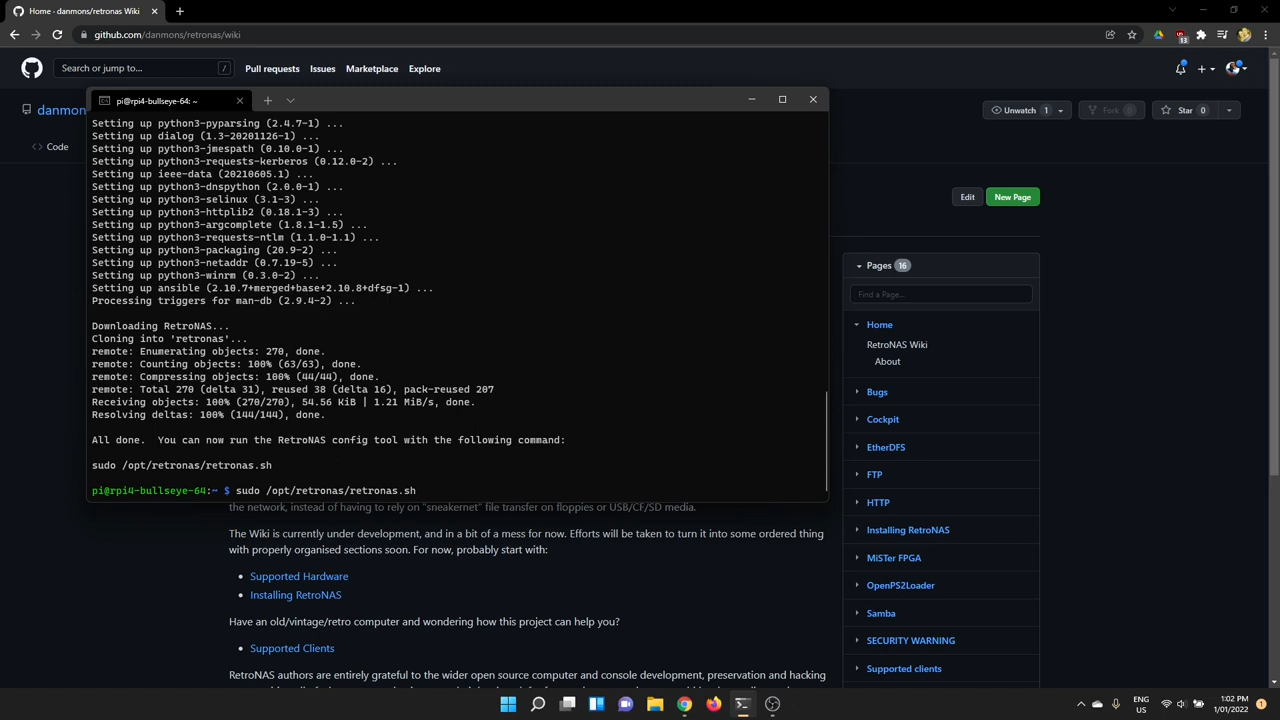 Home - danmons/retronas Wiki
github.com/danmons/retronas/wiki
13
Search or jump to...
/
Pull requests
Issues
Marketplace
Explore
danmon
Unwatch 1
Fork 0
Star 0
Code
pi@rpi4-bullseye-64: ~
Setting up python3-pyparsing (2.4.7-1) ...
Setting up dialog (1.3-20201126-1) ...
Setting up python3-jmespath (0.10.0-1) ...
Setting up python3-requests-kerberos (0.12.0-2) ...
Setting up ieee-data (20210605.1) ...
Setting up python3-dnspython (2.0.0-1) ...
Setting up python3-selinux (3.1-3) ...
Setting up python3-httplib2 (0.18.1-3) ...
Setting up python3-argcomplete (1.8.1-1.5) ...
Setting up python3-requests-ntlm (1.1.0-1.1) ...
Setting up python3-packaging (20.9-2) ...
Setting up python3-netaddr (0.7.19-5) ...
Setting up python3-winrm (0.3.0-2) ...
Setting up ansible (2.10.7+merged+base+2.10.8+dfsg-1) ...
Processing triggers for man-db (2.9.4-2) ...
Downloading RetroNAS...
Cloning into 'retronas'...
remote: Enumerating objects: 270, done.
remote: Counting objects: 100% (63/63), done.
remote: Compressing objects: 100% (44/44), done.
remote: Total 270 (delta 31), reused 38 (delta 16), pack-reused 207
Receiving objects: 100% (270/270), 54.56 KiB | 1.21 MiB/s, done.
Resolving deltas: 100% (144/144), done.
All done.  You can now run the RetroNAS config tool with the following command:
sudo /opt/retronas/retronas.sh
pi@rpi4-bullseye-64:~ $ sudo /opt/retronas/retronas.sh
Edit
New Page
Pages 16
Find a Page...
Home
RetroNAS Wiki
About
Bugs
Cockpit
EtherDFS
FTP
HTTP
Installing RetroNAS
MiSTer FPGA
OpenPS2Loader
Samba
SECURITY WARNING
Supported clients
the network, instead of having to rely on "sneakernet" file transfer on floppies or USB/CF/SD media.
The Wiki is currently under development, and in a bit of a mess for now. Efforts will be taken to turn it into some ordered thing
with properly organised sections soon. For now, probably start with:
Supported Hardware
Installing RetroNAS
Have an old/vintage/retro computer and wondering how this project can help you?
Supported Clients
RetroNAS authors are entirely grateful to the wider open source computer and console development, preservation and hacking
ENG
US
1:02 PM
1/01/2022
1